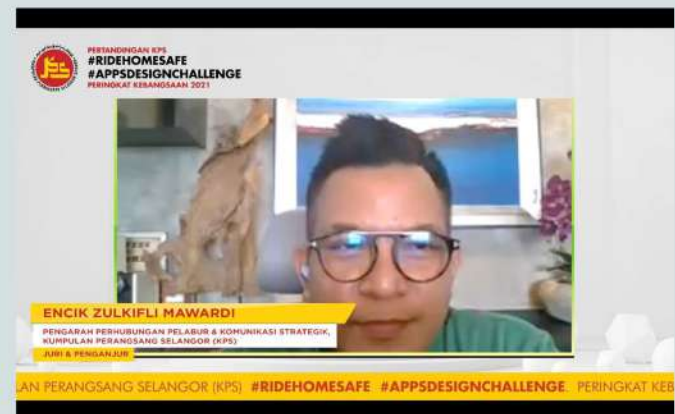 PERTANDINGAN KPS
#RIDEHOMESAFE
#APPSDESIGNCHALLENGE
PERINGKAT KEBANGSAAN 2021
ENCIK ZULKIFLI MAWARDI
PENGARAH PERHUBUNGAN PELABUR & KOMUNIKASI STRATEGIK,
KUMPULAN PERANGSANG SELANGOR (KPS)
JURI & PENGANJUR
LAN PERANGSANG SELANGOR (KPS) #RIDEHOMESAFE #APPSDESIGNCHALLENGE. PERINGKAT KEB